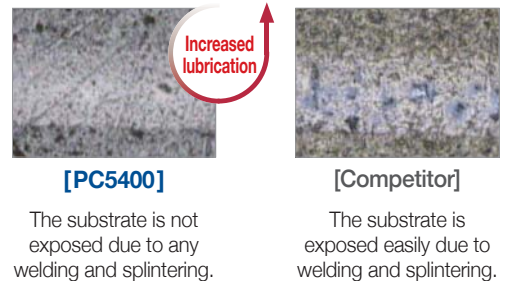 Increased
lubrication
[PC5400]
The substrate is not
exposed due to any
welding and splintering.
[Competitor]
The substrate is
exposed easily due to
welding and splintering.